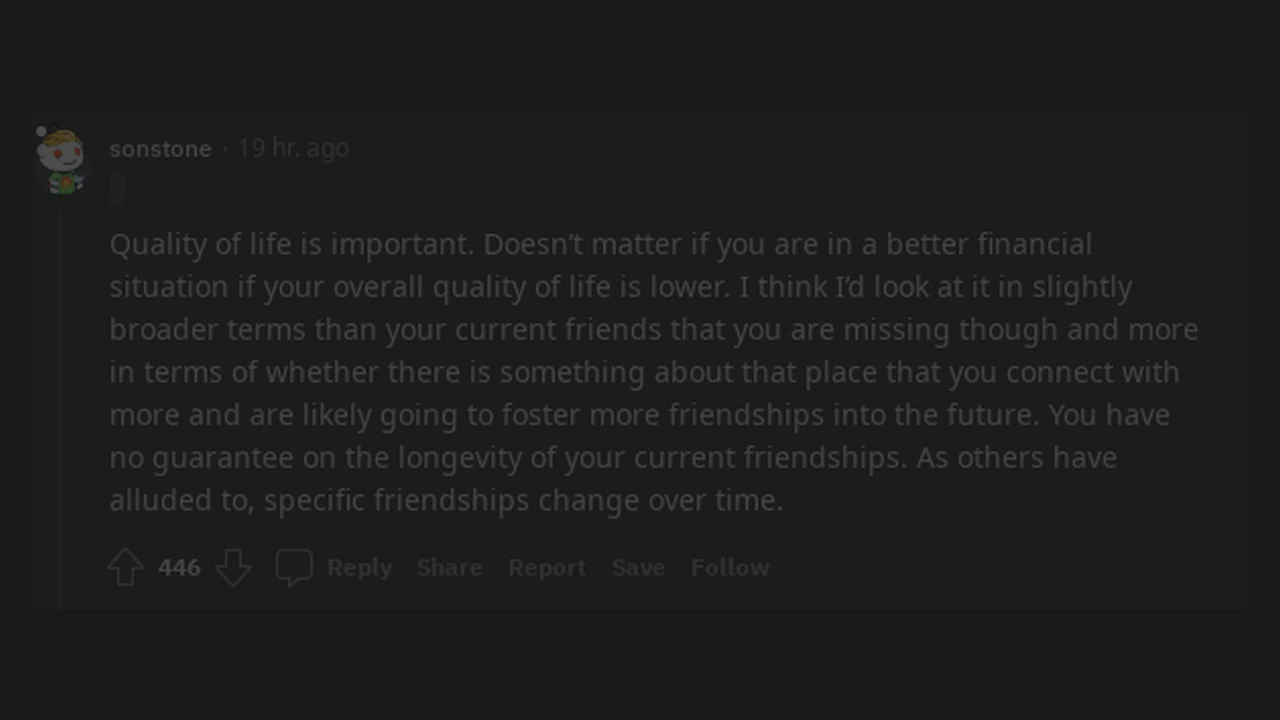 sonstone · 19 hr. ago
Quality of life is important. Doesn’t matter if you are in a better financial
situation if your overall quality of life is lower. I think I’d look at it in slightly
broader terms than your current friends that you are missing though and more
in terms of whether there is something about that place that you connect with
more and are likely going to foster more friendships into the future. You have
no guarantee on the longevity of your current friendships. As others have
alluded to, specific friendships change over time.
446 Reply Share Report Save Follow